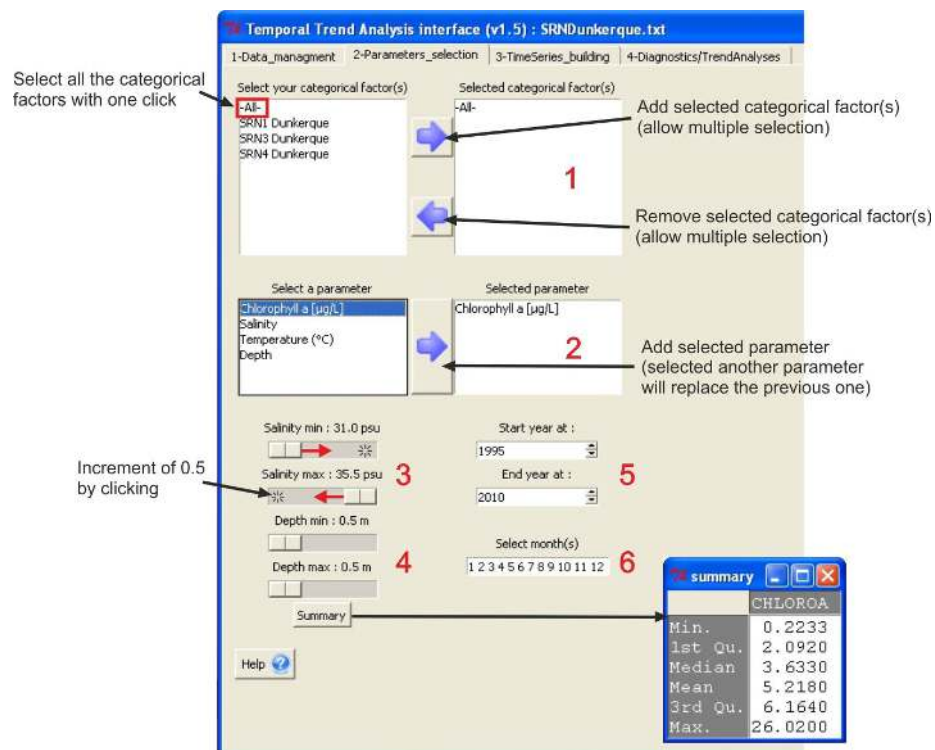 Temporal Trend Analysis interface (v1.5) : SRNDunkerque.txt
1-Data_managment 2-Parameters_selection 3-TimeSeries_building 4-Diagnostics/TrendAnalyses
Select all the categorical
factors with one click
Select your categorical factor(s)
-All-
SRN1 Dunkerque
SRN3 Dunkerque
SRN4 Dunkerque
Selected categorical factor(s)
-All-
1
Add selected categorical factor(s)
(allow multiple selection)
Remove selected categorical factor(s)
(allow multiple selection)
Select a parameter
Chlorophyll a [µg/L]
Salinity
Temperature (°C)
Depth
Selected parameter
Chlorophyll a [µg/L]
2
Add selected parameter
(selected another parameter
will replace the previous one)
Increment of 0.5
by clicking
Salinity min : 31.0 psu
Salinity max : 35.5 psu
3
Depth min : 0.5 m
Depth max : 0.5 m
4
Summary
Start year at :
1995
End year at :
2010
5
Select month(s)
1 2 3 4 5 6 7 8 9 10 11 12
6
Help
summary
CHLOROA
Min. 0.2233
1st Qu. 2.0920
Median 3.6330
Mean 5.2180
3rd Qu. 6.1640
Max. 26.0200